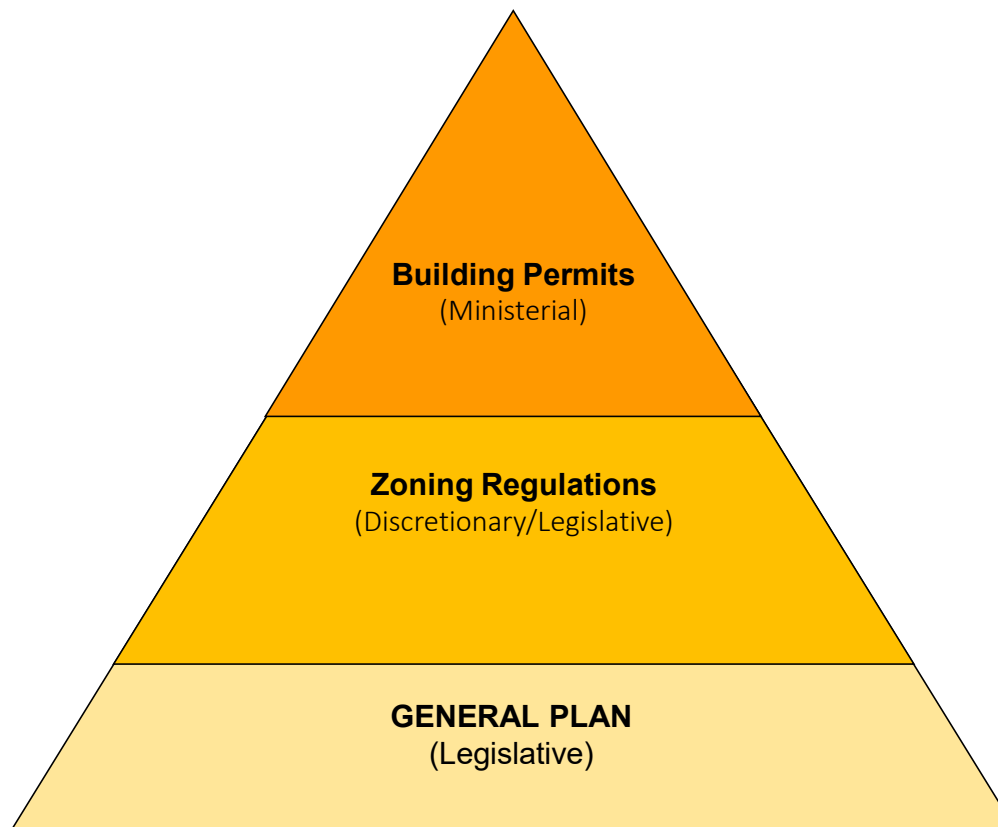 Building Permits
(Ministerial)
Zoning Regulations
(Discretionary/Legislative)
GENERAL PLAN
(Legislative)